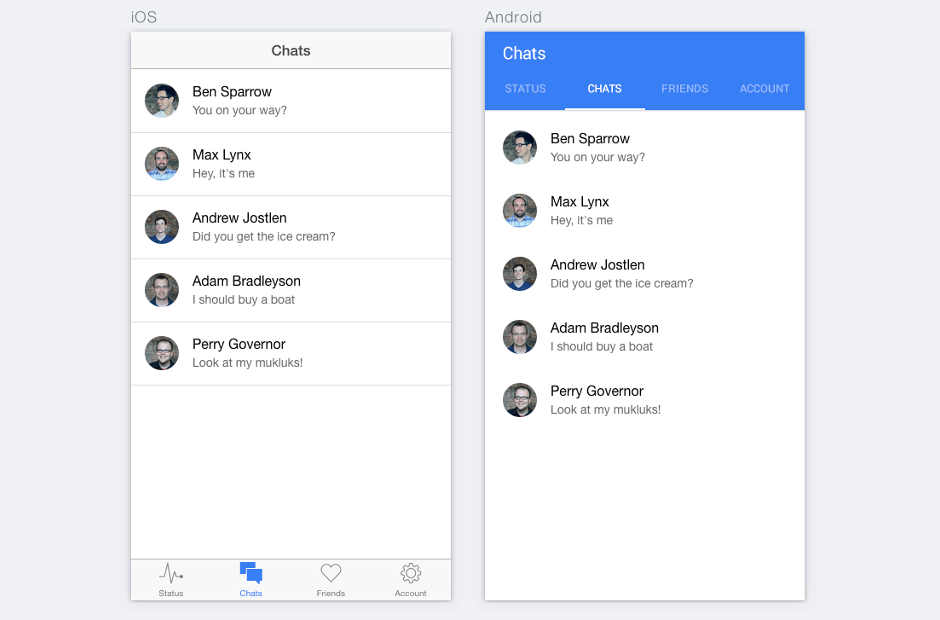 iOS
Chats
Ben Sparrow
You on your way?
Max Lynx
Hey, it's me
Andrew Jostlen
Did you get the ice cream?
Adam Bradleyson
I should buy a boat
Perry Governor
Look at my mukluks!
Status Chats Friends Account
Android
Chats
STATUS CHATS FRIENDS ACCOUNT
Ben Sparrow
You on your way?
Max Lynx
Hey, it's me
Andrew Jostlen
Did you get the ice cream?
Adam Bradleyson
I should buy a boat
Perry Governor
Look at my mukluks!